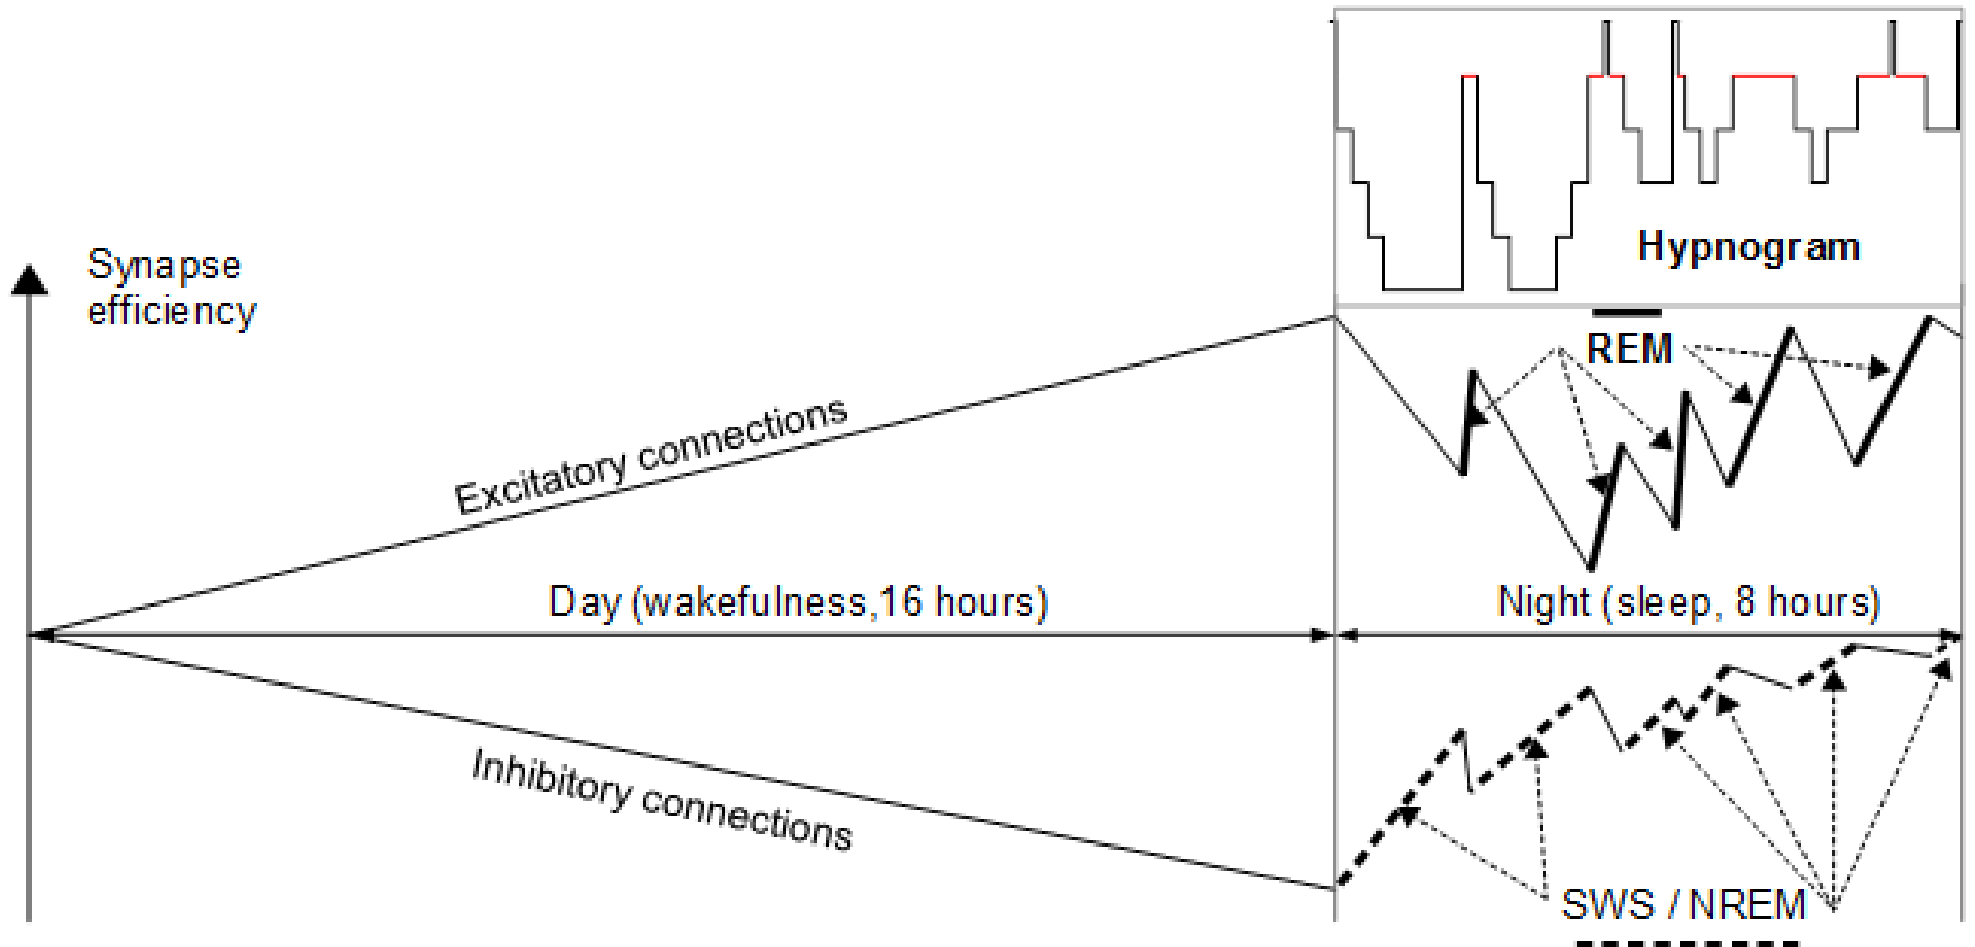 Hypnogram
Synapse
efficiency
REM
Excitatory connections
Day (wakefulness,16 hours)
Night (sleep, 8 hours)
Inhibitory connections
SWS / NREM